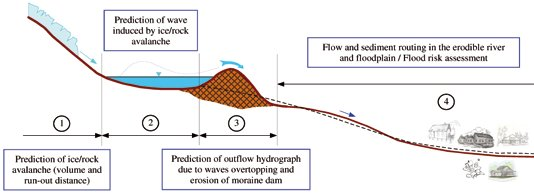 Prediction of wave
induced by ice/rock
avalanche
Flow and sediment routing in the erodible river
and floodplain / Flood risk assessment
1
2
3
4
Prediction of ice/rock
avalanche (volume and
run-out distance)
Prediction of outflow hydrograph
due to waves overtopping and
erosion of moraine dam